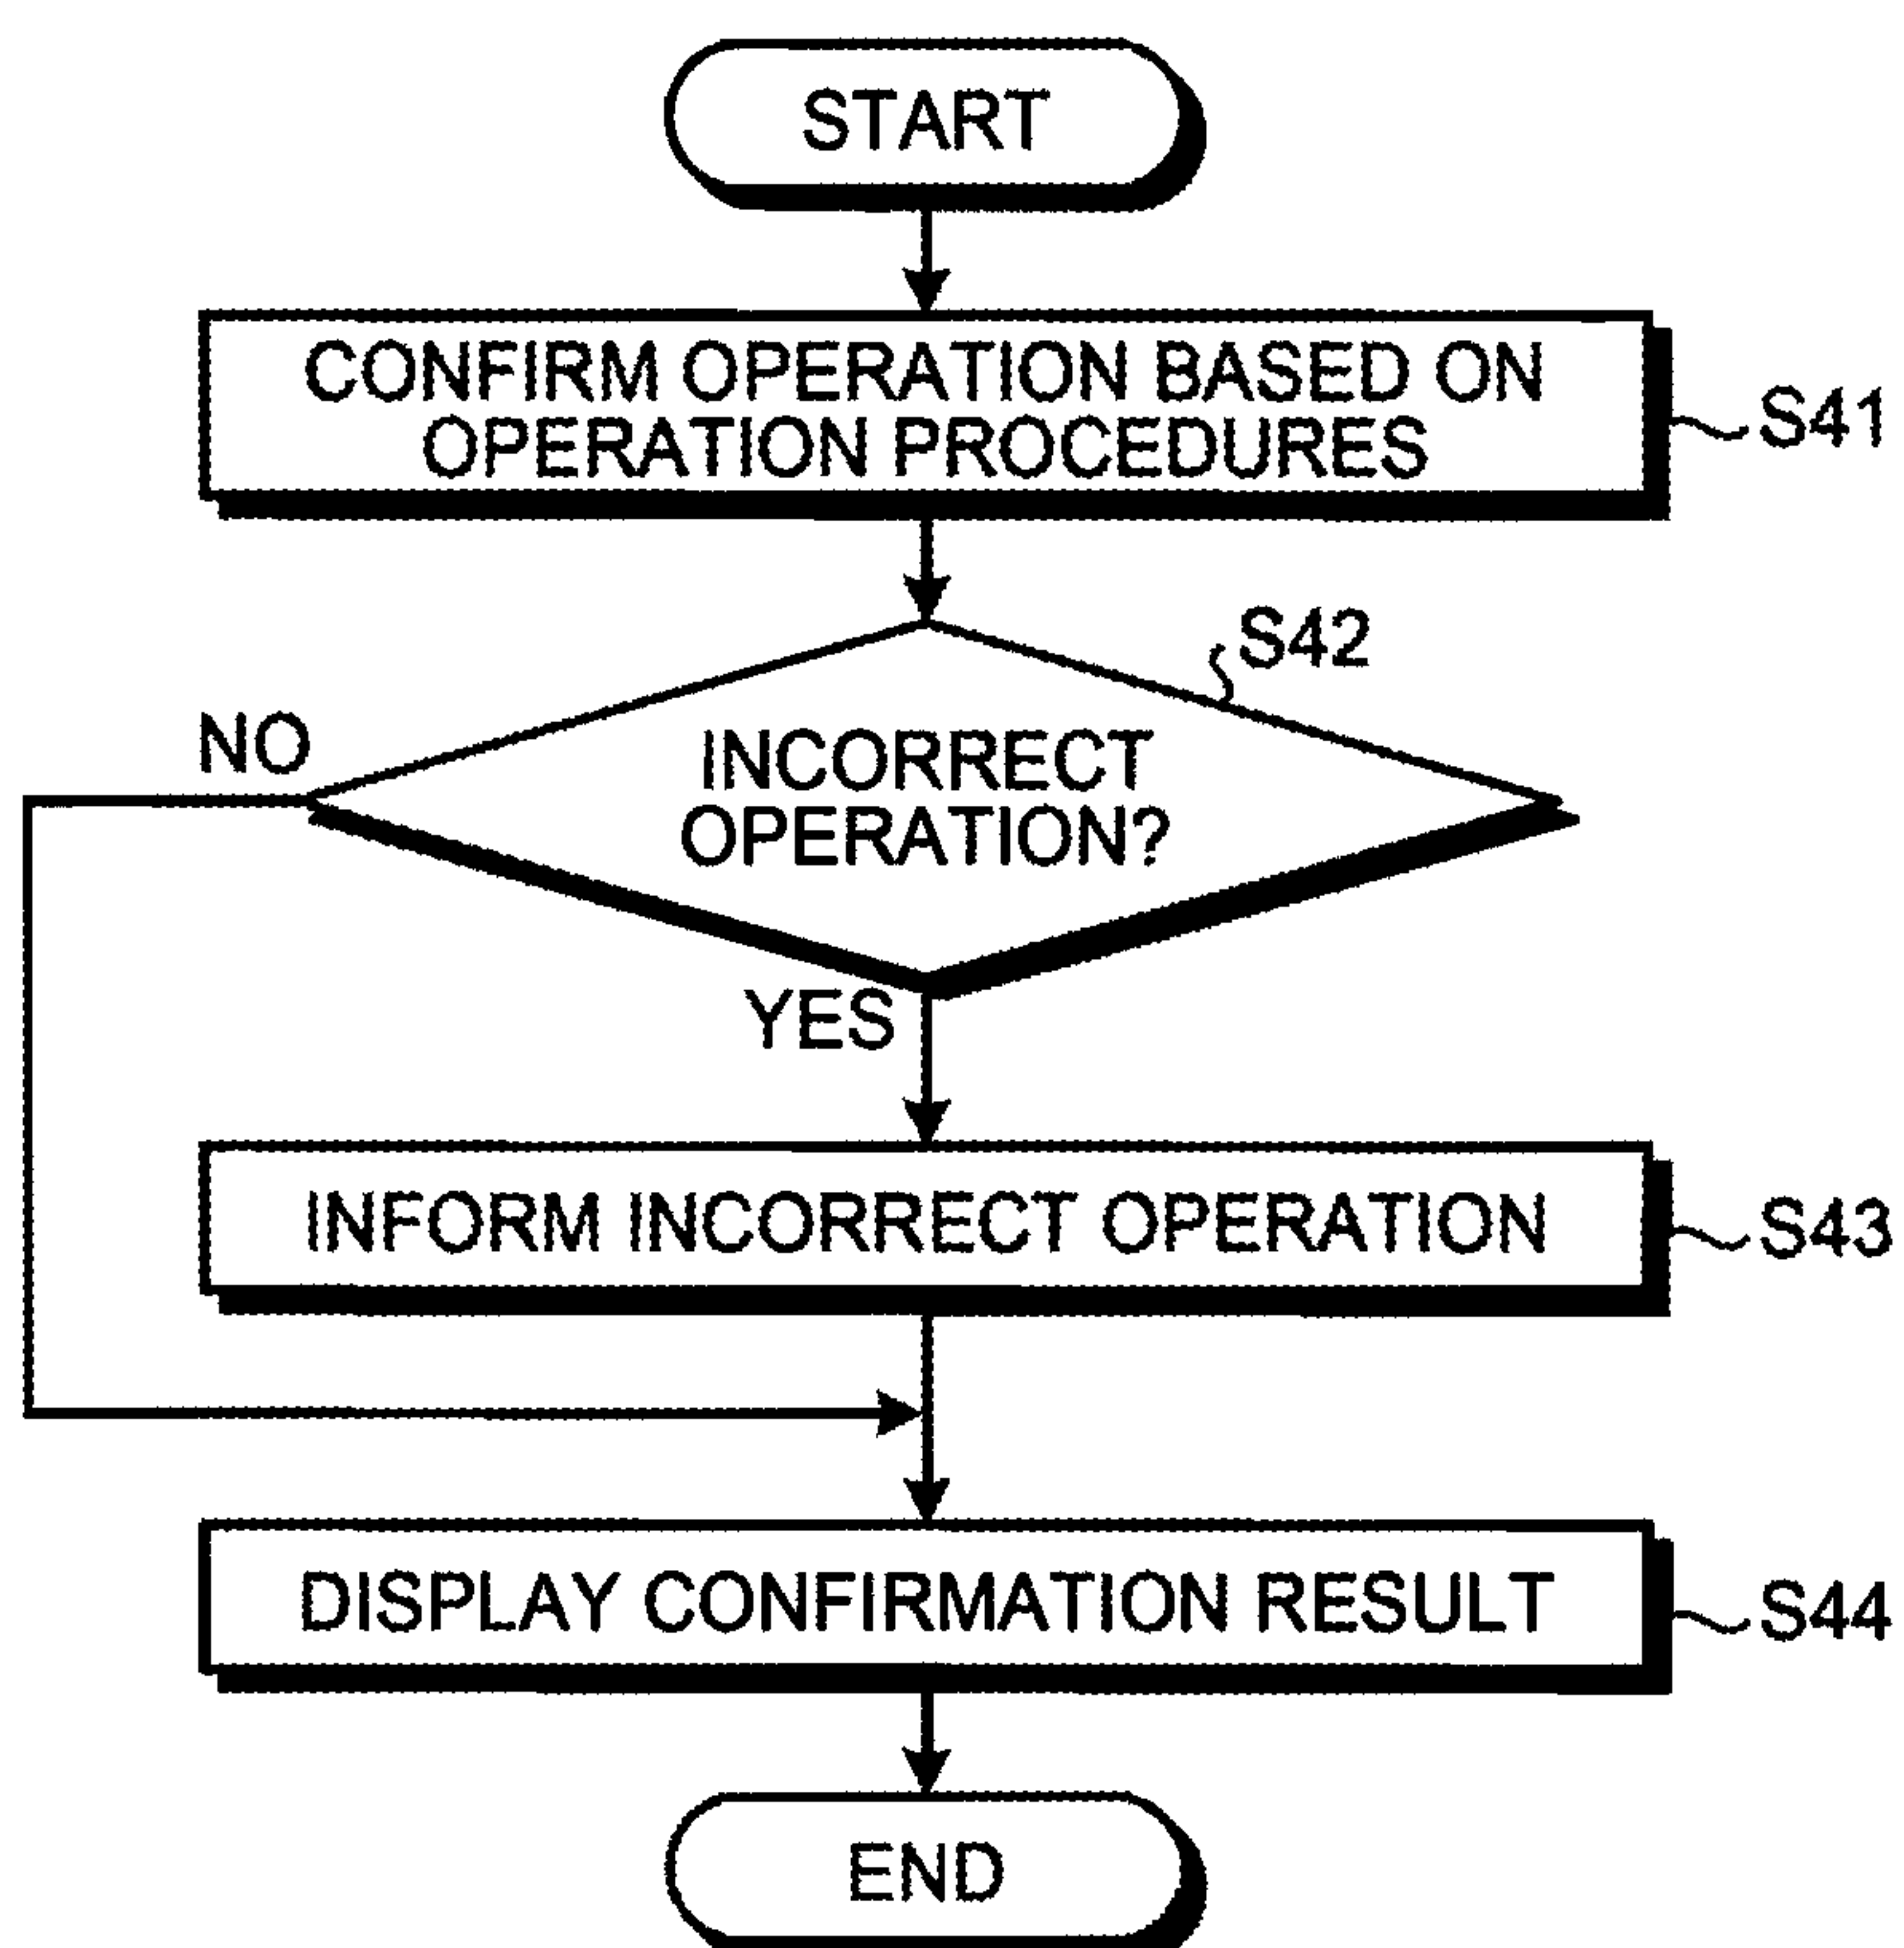 START
CONFIRM OPERATION BASED ON
OPERATION PROCEDURES
S41
S42
NO
INCORRECT
OPERATION?
YES
INFORM INCORRECT OPERATION
S43
DISPLAY CONFIRMATION RESULT
S44
END